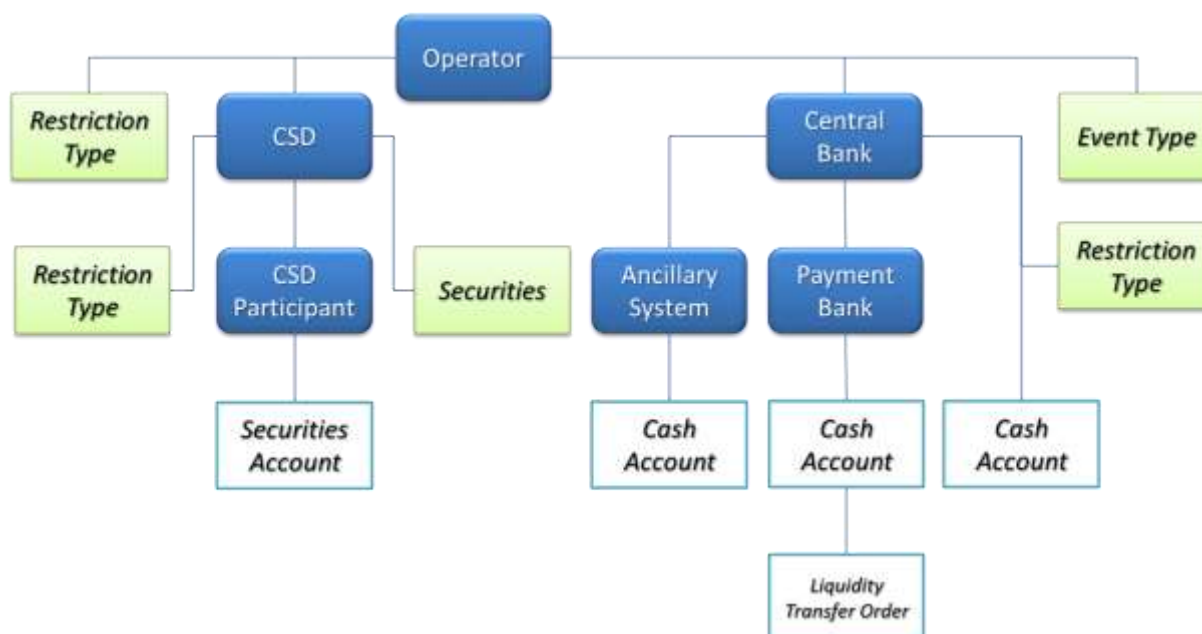 Operator
Restriction
Type
CSD
Central
Bank
Event Type
Restriction
Type
CSD
Participant
Securities
Ancillary
System
Payment
Bank
Restriction
Type
Securities
Account
Cash
Account
Cash
Account
Cash
Account
Liquidity
Transfer Order